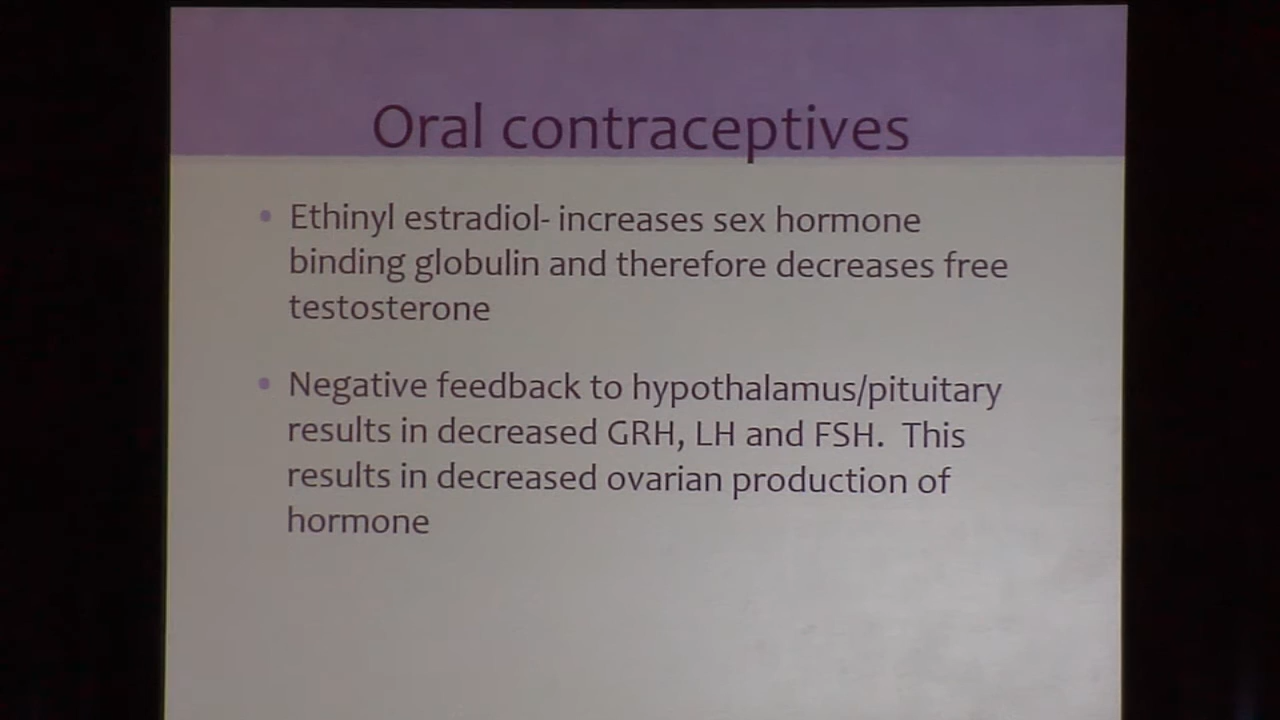 Oral contraceptives
• Ethinyl estradiol- increases sex hormone
binding globulin and therefore decreases free
testosterone
• Negative feedback to hypothalamus/pituitary
results in decreased GRH, LH and FSH.  This
results in decreased ovarian production of
hormone